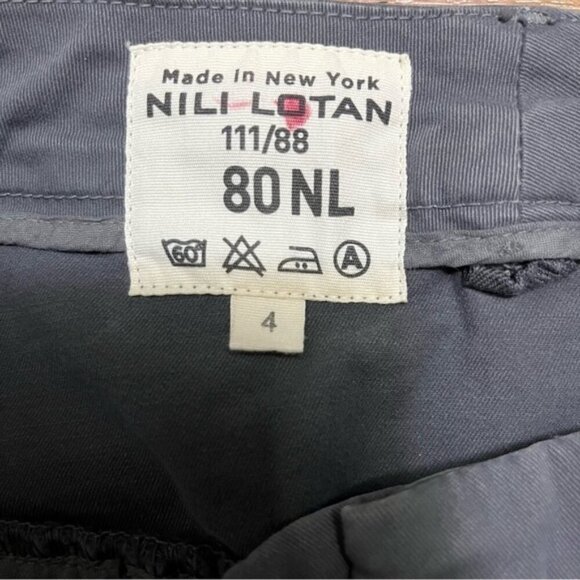 Made in New York
NILI LOTAN
111/88
80 NL
60°
A
4